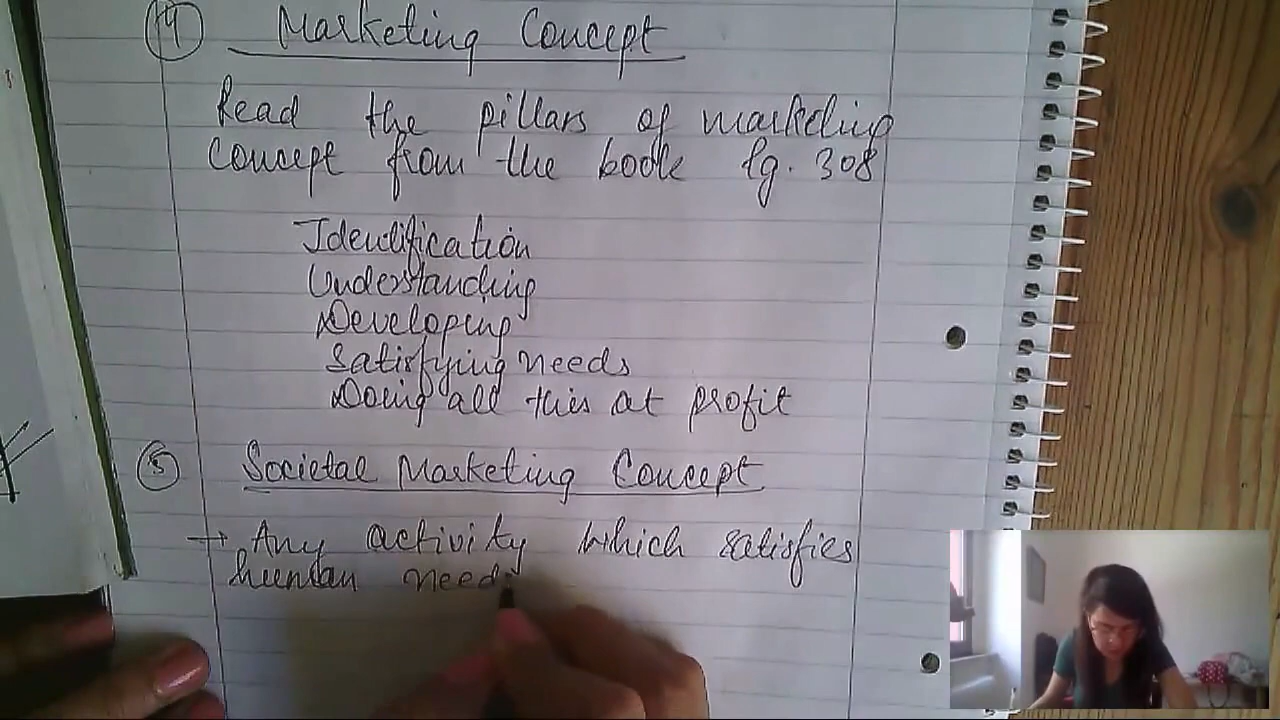 ④ Marketing Concept
Read the pillars of marketing
concept from the book Pg. 308
Identification
Understanding
Developing
Satisfying needs
Doing all this at profit
⑤ Societal Marketing Concept
→ Any activity which satisfies
human needs